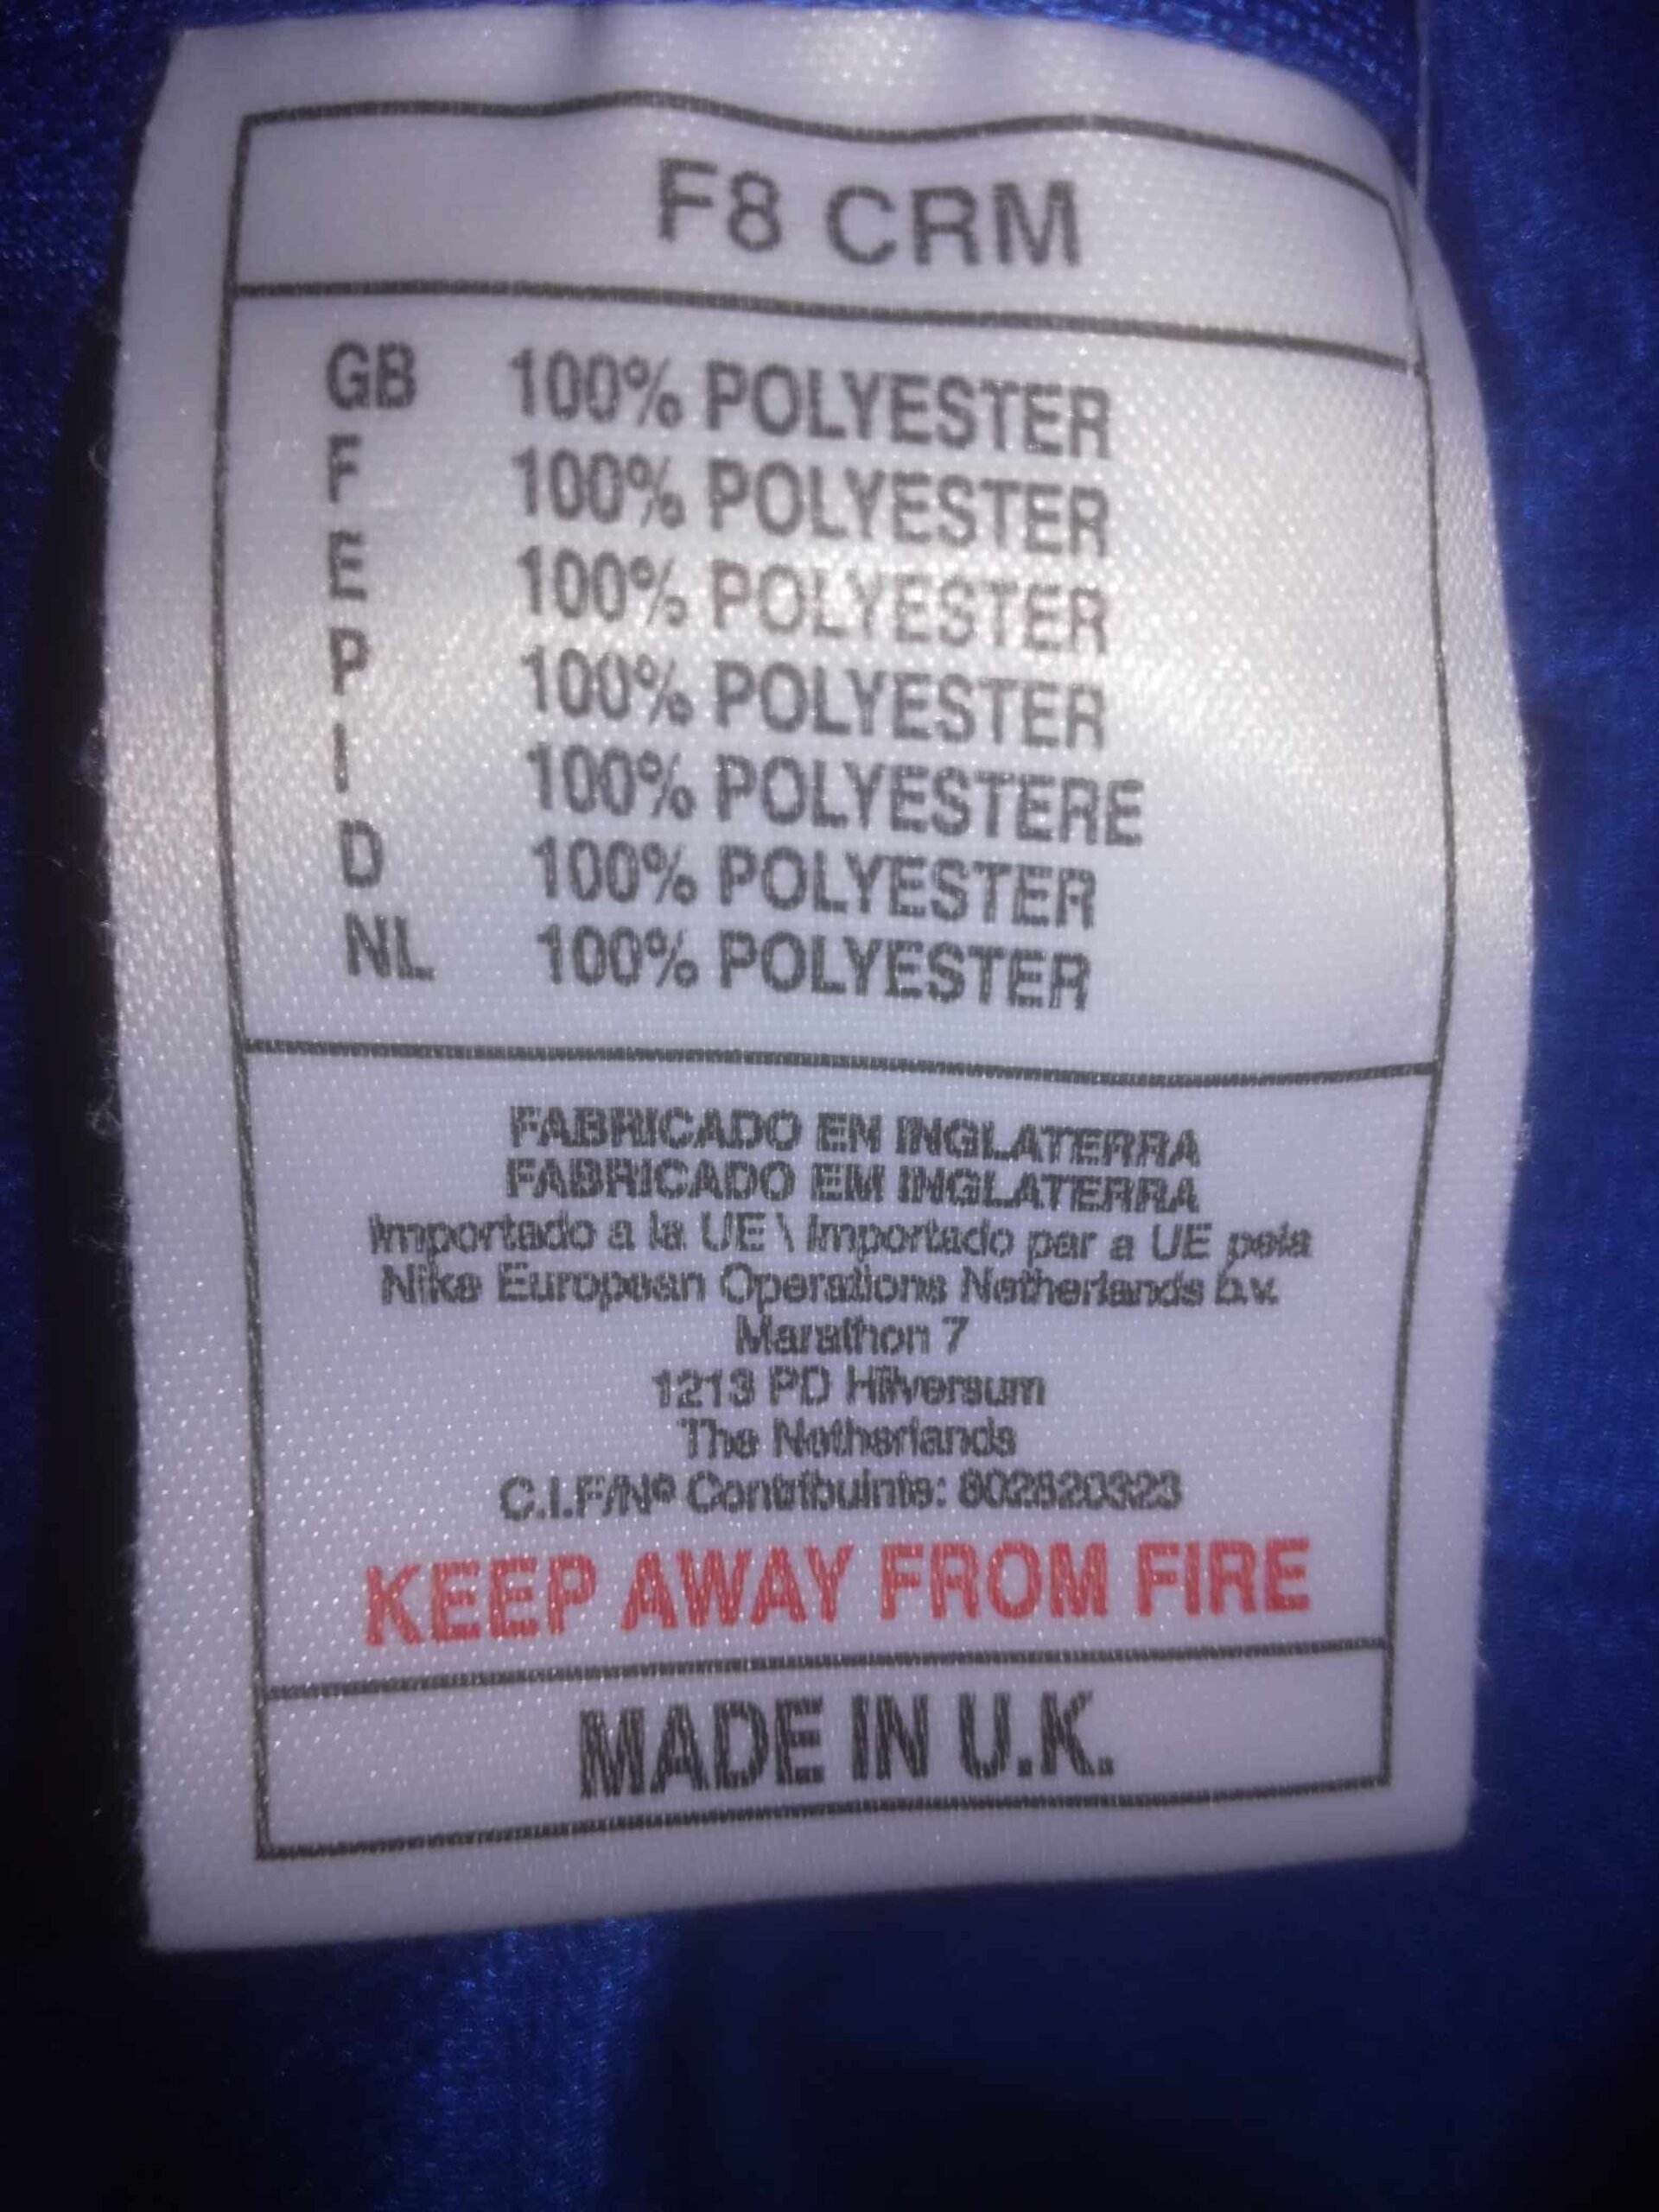 F8 CRM
GB 100% POLYESTER
F 100% POLYESTER
E 100% POLYESTER
P 100% POLYESTER
I 100% POLYESTERE
D 100% POLYESTER
NL 100% POLYESTER
FABRICADO EN INGLATERRA
FABRICADO EM INGLATERRA
Importado a la UE \ Importado par a UE pela
Nike European Operations Netherlands b.v.
Marathon 7
1213 PD Hilversum
The Netherlands
C.I.F/Nº Contribuinte: 802820323
KEEP AWAY FROM FIRE
MADE IN U.K.